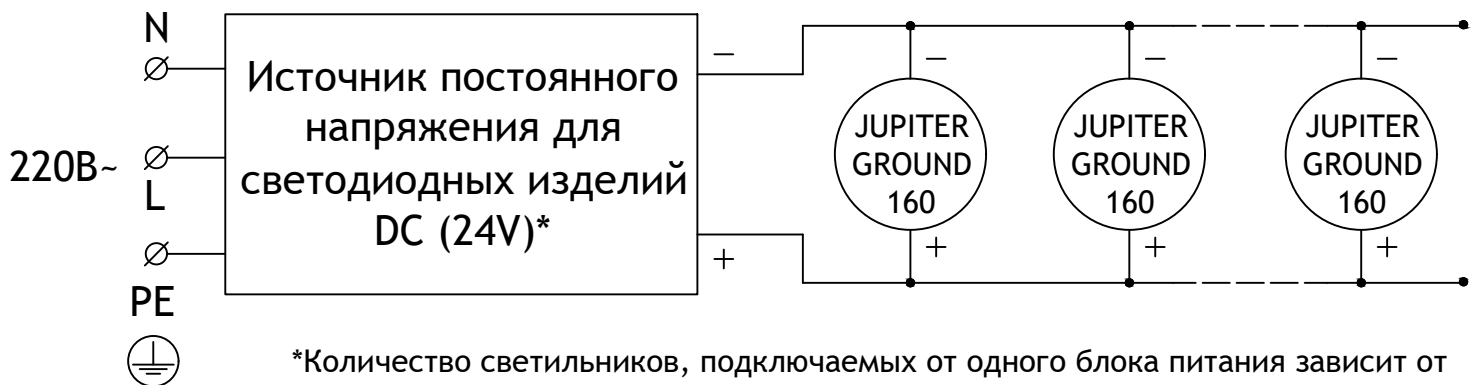 N
220В~
L
PE
Источник постоянного
напряжения для
светодиодных изделий
DC (24V)*
−
+
−
JUPITER
GROUND
160
+
−
JUPITER
GROUND
160
+
−
JUPITER
GROUND
160
+
*Количество светильников, подключаемых от одного блока питания зависит от